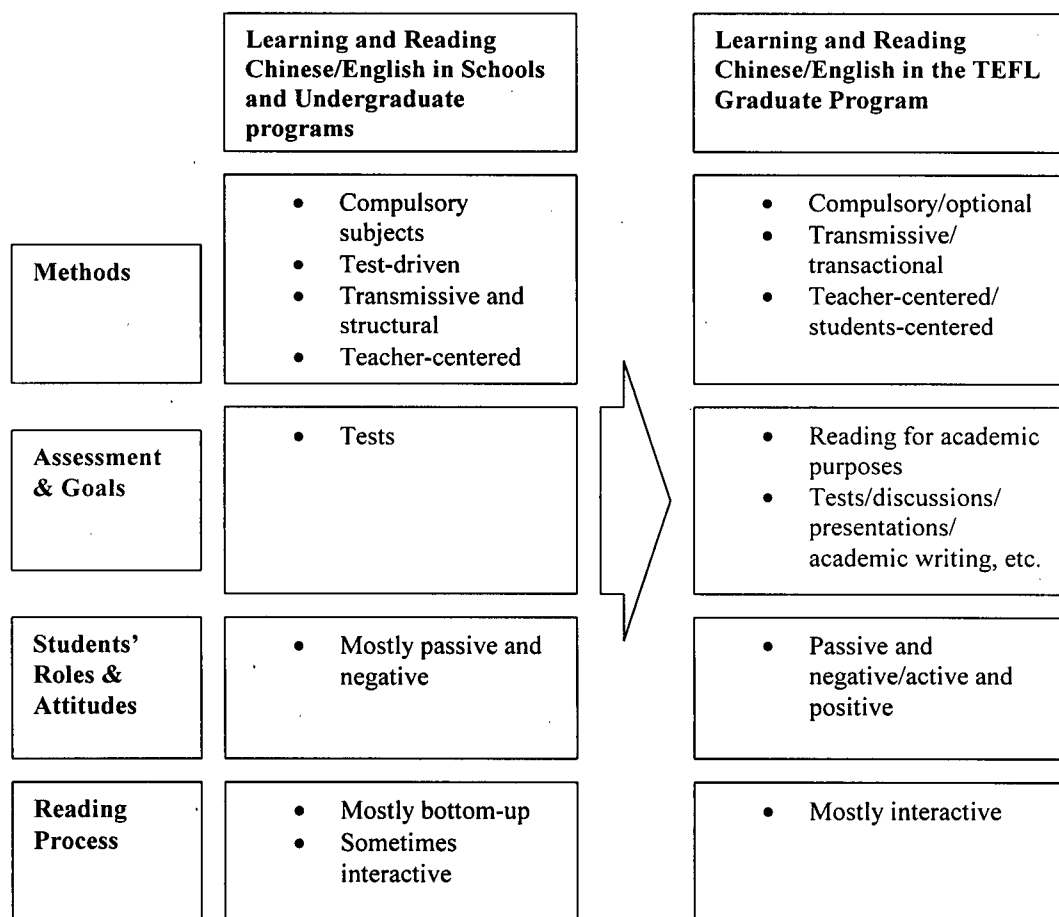 Learning and Reading
Chinese/English in Schools
and Undergraduate
programs
Learning and Reading
Chinese/English in the TEFL
Graduate Program
Methods
• Compulsory
subjects
• Test-driven
• Transmissive and
structural
• Teacher-centered
• Compulsory/optional
• Transmissive/
transactional
• Teacher-centered/
students-centered
Assessment
& Goals
• Tests
• Reading for academic
purposes
• Tests/discussions/
presentations/
academic writing, etc.
Students'
Roles &
Attitudes
• Mostly passive and
negative
• Passive and
negative/active and
positive
Reading
Process
• Mostly bottom-up
• Sometimes
interactive
• Mostly interactive